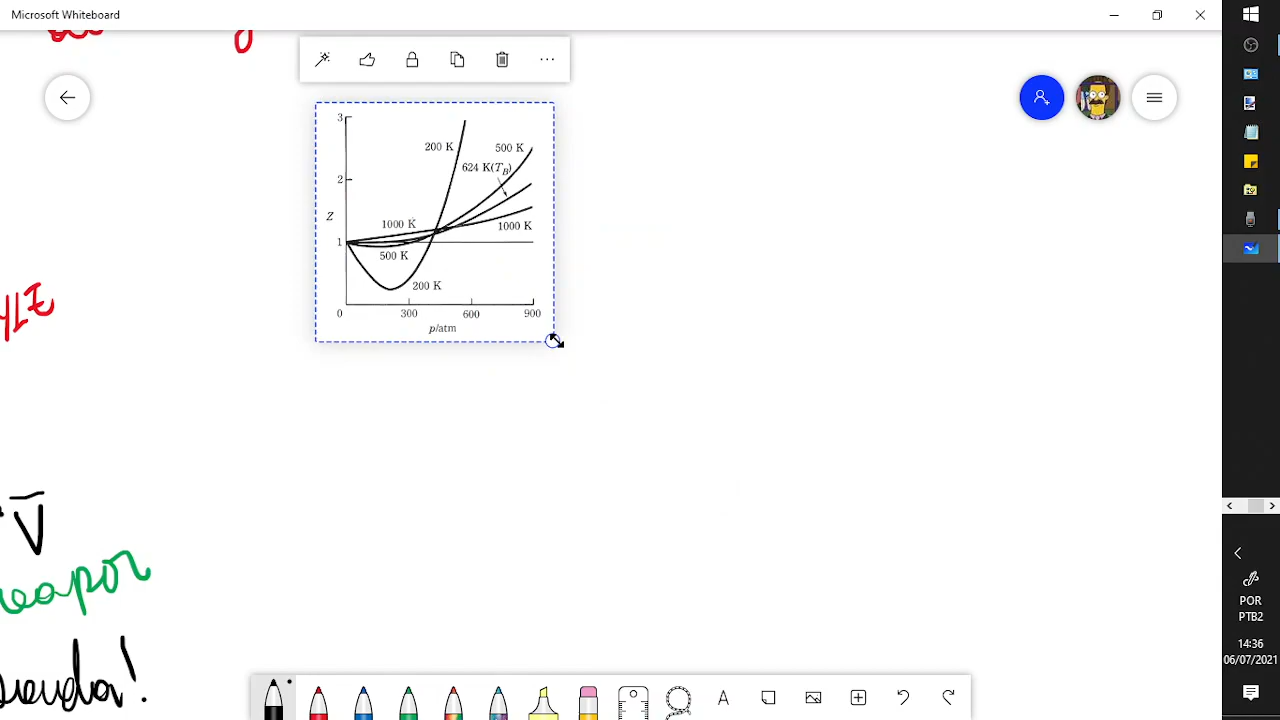 Microsoft Whiteboard
3
200 K
500 K
624 K(T_B)
2
Z
1000 K
1000 K
1
500 K
200 K
0 300 600 900
p/atm
V̄
vapor
POR
PTB2
14:36
06/07/2021
A